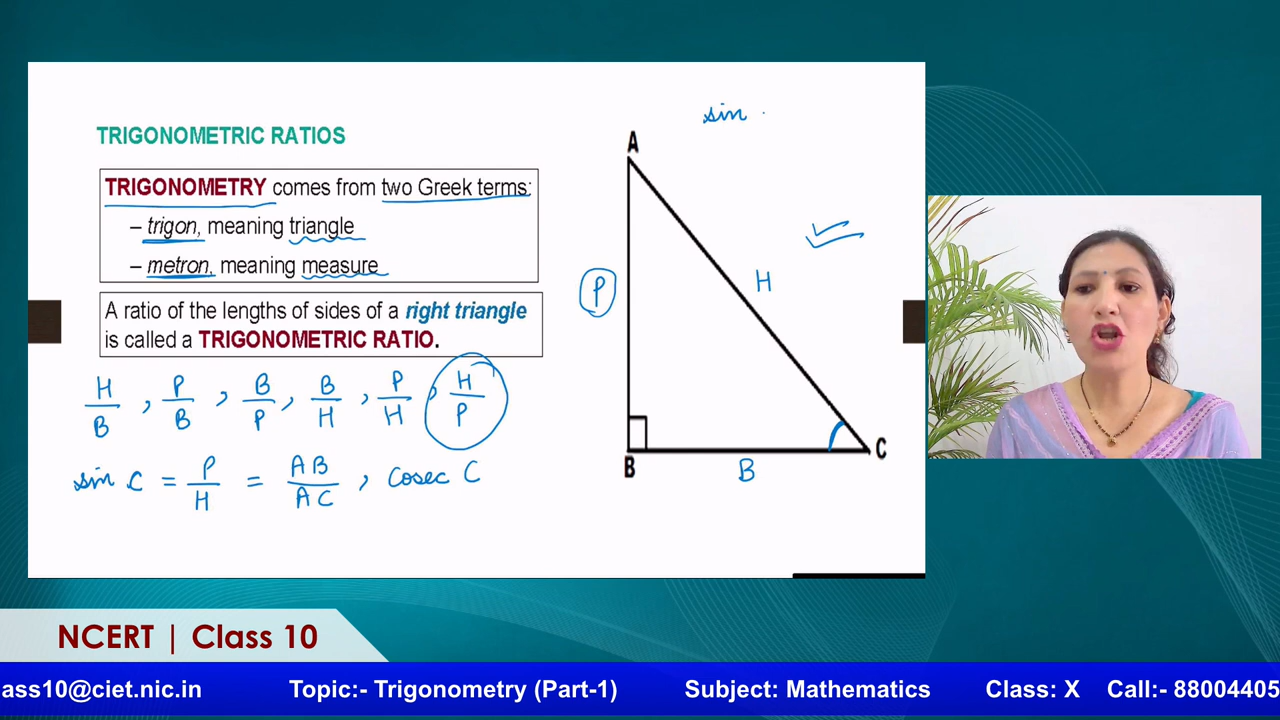 TRIGONOMETRIC RATIOS
TRIGONOMETRY comes from two Greek terms:
– trigon, meaning triangle
– metron, meaning measure
A ratio of the lengths of sides of a right triangle
is called a TRIGONOMETRIC RATIO.
H/B , P/B , B/P , B/H , P/H , H/P
sin C = P/H = AB/AC , cosec C
sin
A
P
H
B
B
C
NCERT | Class 10
lass10@ciet.nic.in Topic:- Trigonometry (Part-1) Subject: Mathematics Class: X Call:- 88004405